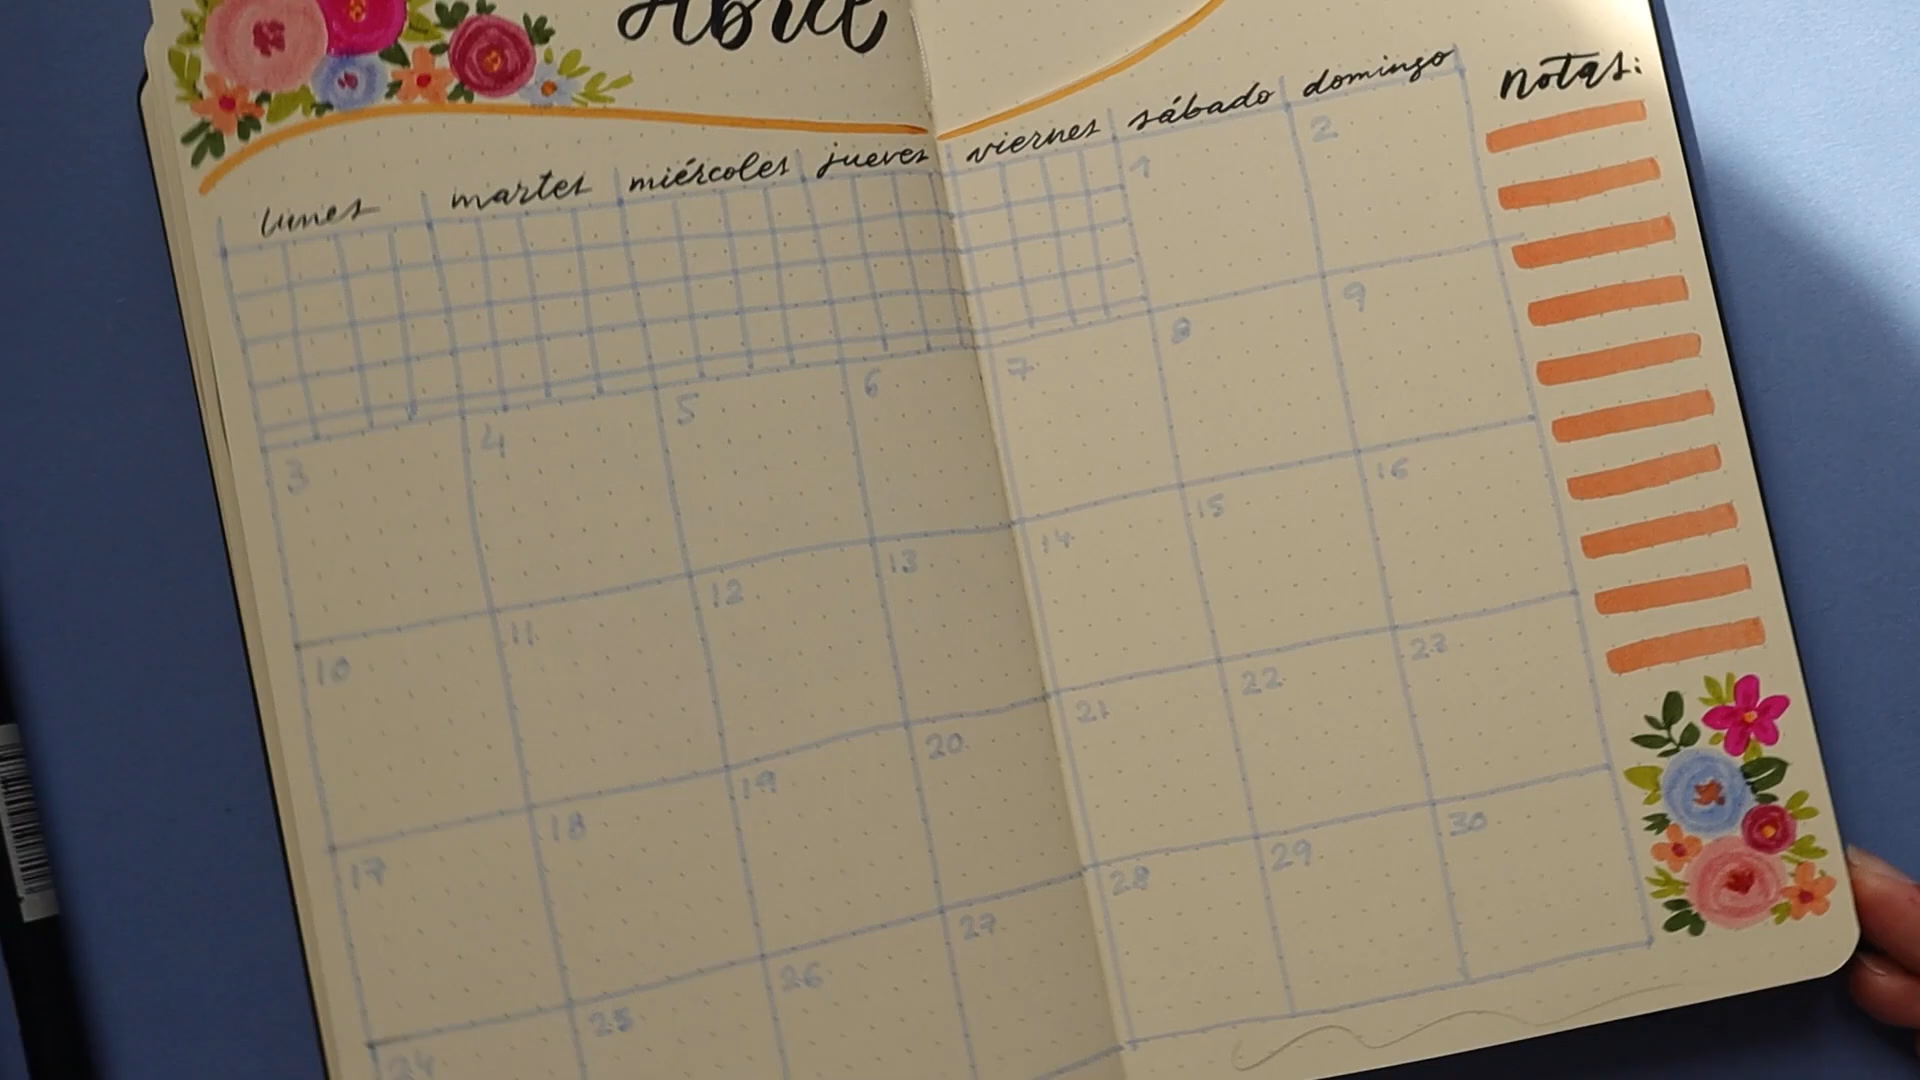 Abril
lunes martes miércoles jueves viernes sábado domingo
Notas:
1 2
3 4 5 6 7 8 9
10 11 12 13 14 15 16
17 18 19 20 21 22 23
24 25 26 27 28 29 30